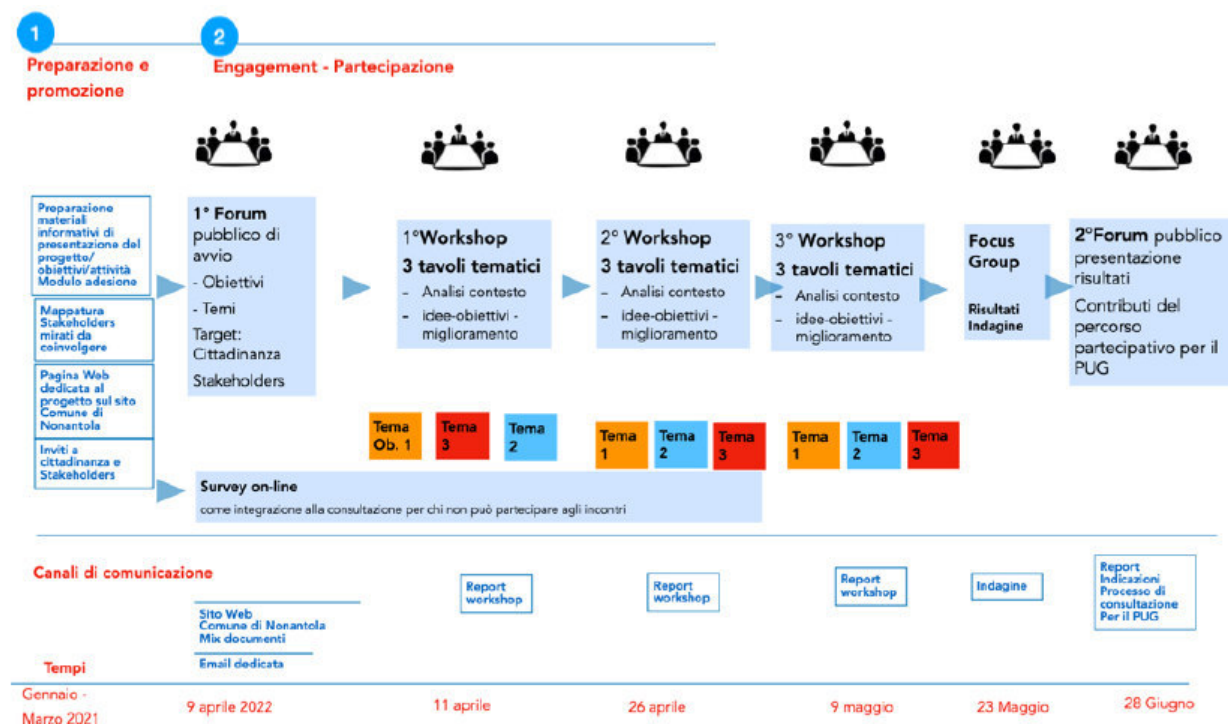 1
2
Preparazione e
promozione
Engagement - Partecipazione
Preparazione
materiali
informativi di
presentazione del
progetto/
obiettivi/attività
Modulo adesione
Mappatura
Stakeholders
mirati da
coinvolgere
Pagina Web
dedicata al
progetto sul sito
Comune di
Nonantola
Inviti a
cittadinanza e
Stakeholders
1° Forum
pubblico di
avvio
- Obiettivi
- Temi
Target:
Cittadinanza
Stakeholders
1°Workshop
3 tavoli tematici
- Analisi contesto
- idee-obiettivi -
miglioramento
2° Workshop
3 tavoli tematici
- Analisi contesto
- idee-obiettivi -
miglioramento
3° Workshop
3 tavoli tematici
- Analisi contesto
- idee-obiettivi -
miglioramento
Focus
Group
Risultati
Indagine
2°Forum pubblico
presentazione
risultati
Contributi del
percorso
partecipativo per il
PUG
Tema
Ob. 1
Tema
3
Tema
2
Tema
1
Tema
2
Tema
3
Tema
1
Tema
2
Tema
3
Survey on-line
come integrazione alla consultazione per chi non può partecipare agli incontri
Canali di comunicazione
Sito Web
Comune di Nonantola
Mix documenti
Email dedicata
Report
workshop
Report
workshop
Report
workshop
Indagine
Report
Indicazioni
Processo di
consultazione
Per il PUG
Tempi
Gennaio -
Marzo 2021
9 aprile 2022
11 aprile
26 aprile
9 maggio
23 Maggio
28 Giugno